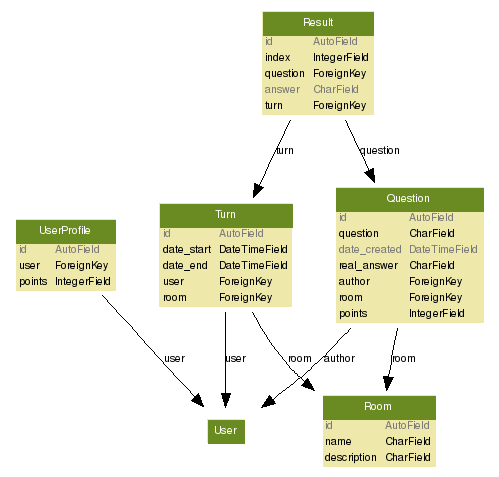 Result
id AutoField
index IntegerField
question ForeignKey
answer CharField
turn ForeignKey
turn
question
UserProfile
id AutoField
user ForeignKey
points IntegerField
Turn
id AutoField
date_start DateTimeField
date_end DateTimeField
user ForeignKey
room ForeignKey
Question
id AutoField
question CharField
date_created DateTimeField
real_answer CharField
author ForeignKey
room ForeignKey
points IntegerField
user
user
room
author
room
User
Room
id AutoField
name CharField
description CharField